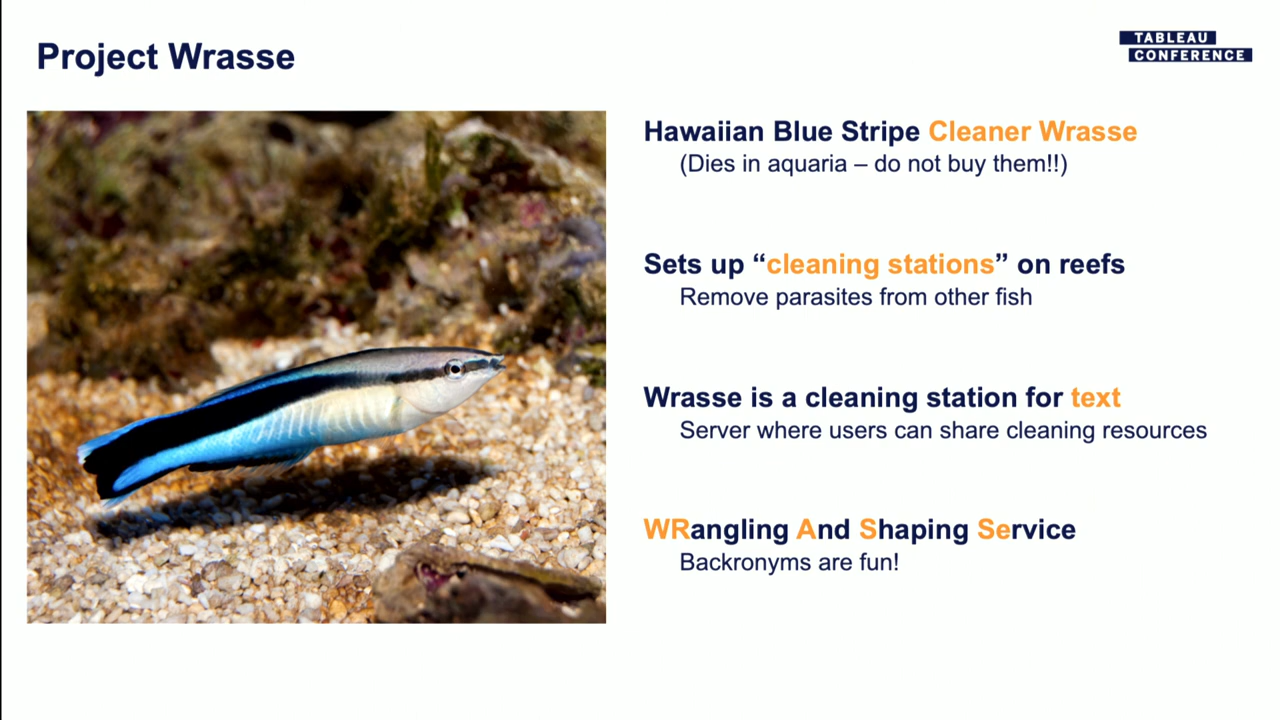 Project Wrasse
TABLEAU
CONFERENCE
Hawaiian Blue Stripe Cleaner Wrasse
(Dies in aquaria – do not buy them!!)
Sets up “cleaning stations” on reefs
Remove parasites from other fish
Wrasse is a cleaning station for text
Server where users can share cleaning resources
WRangling And Shaping Service
Backronyms are fun!